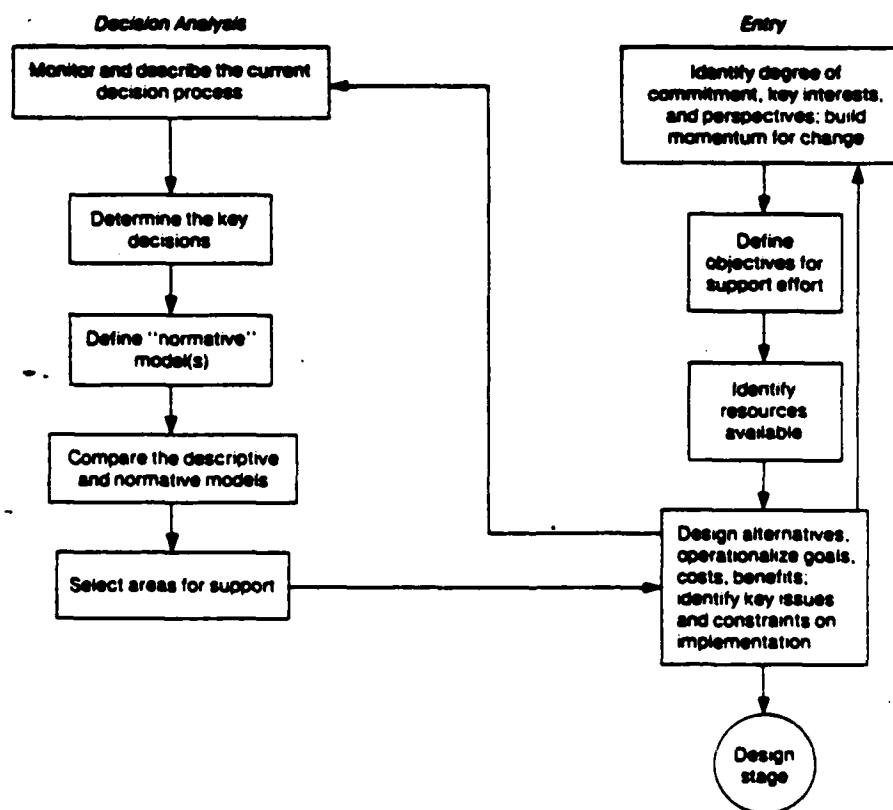 Decision Analysis
Monitor and describe the current
decision process
Determine the key
decisions
Define "normative"
model(s)
Compare the descriptive
and normative models
Select areas for support
Entry
Identify degree of
commitment, key interests,
and perspectives; build
momentum for change
Define
objectives for
support effort
Identify
resources
available
Design alternatives,
operationalize goals,
costs, benefits;
identify key issues
and constraints on
implementation
Design
stage